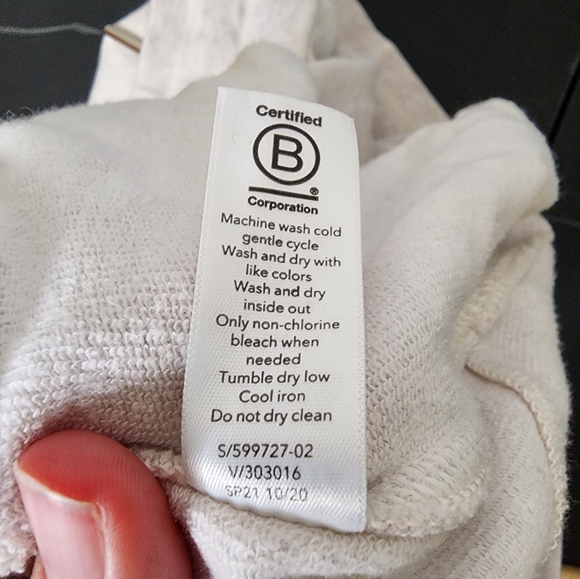 Certified
B
®
Corporation
Machine wash cold
gentle cycle
Wash and dry with
like colors
Wash and dry
inside out
Only non-chlorine
bleach when
needed
Tumble dry low
Cool iron
Do not dry clean
S/599727-02
V/303016
SP21 10/20